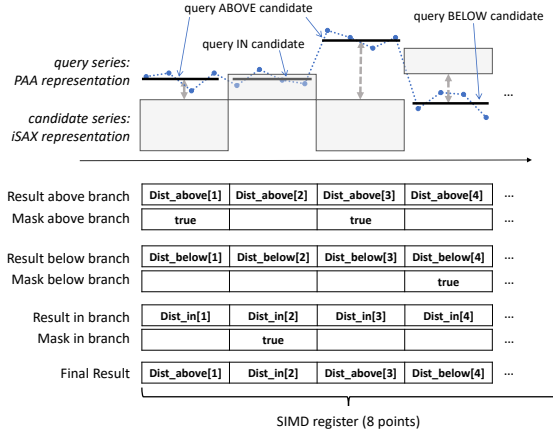 query ABOVE candidate
query BELOW candidate
query IN candidate
query series:
PAA representation
candidate series:
iSAX representation
...
Result above branch Dist_above[1] Dist_above[2] Dist_above[3] Dist_above[4] ...
Mask above branch true true ...
Result below branch Dist_below[1] Dist_below[2] Dist_below[3] Dist_below[4] ...
Mask below branch true ...
Result in branch Dist_in[1] Dist_in[2] Dist_in[3] Dist_in[4] ...
Mask in branch true ...
Final Result Dist_above[1] Dist_in[2] Dist_above[3] Dist_below[4] ...
SIMD register (8 points)